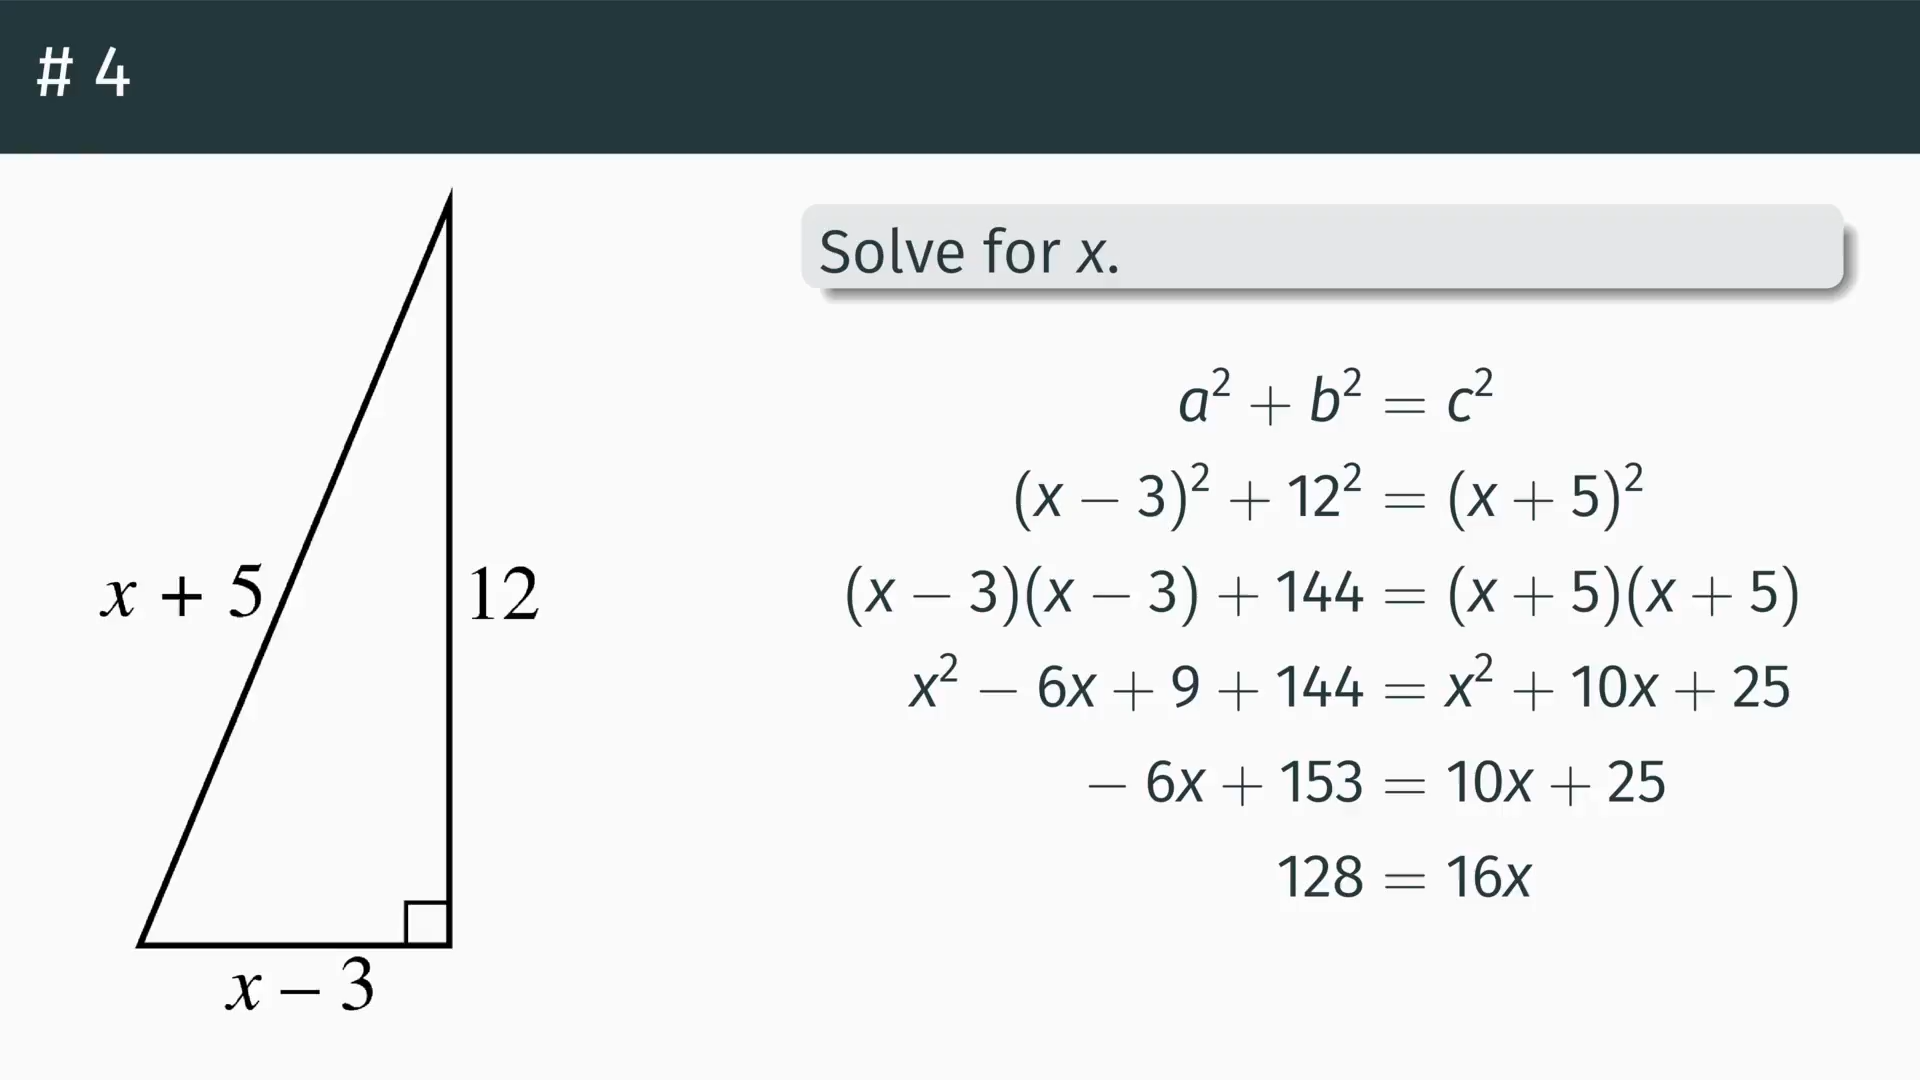 # 4
Solve for x.
a² + b² = c²
(x − 3)² + 12² = (x + 5)²
(x − 3)(x − 3) + 144 = (x + 5)(x + 5)
x² − 6x + 9 + 144 = x² + 10x + 25
− 6x + 153 = 10x + 25
128 = 16x
x + 5
12
x − 3